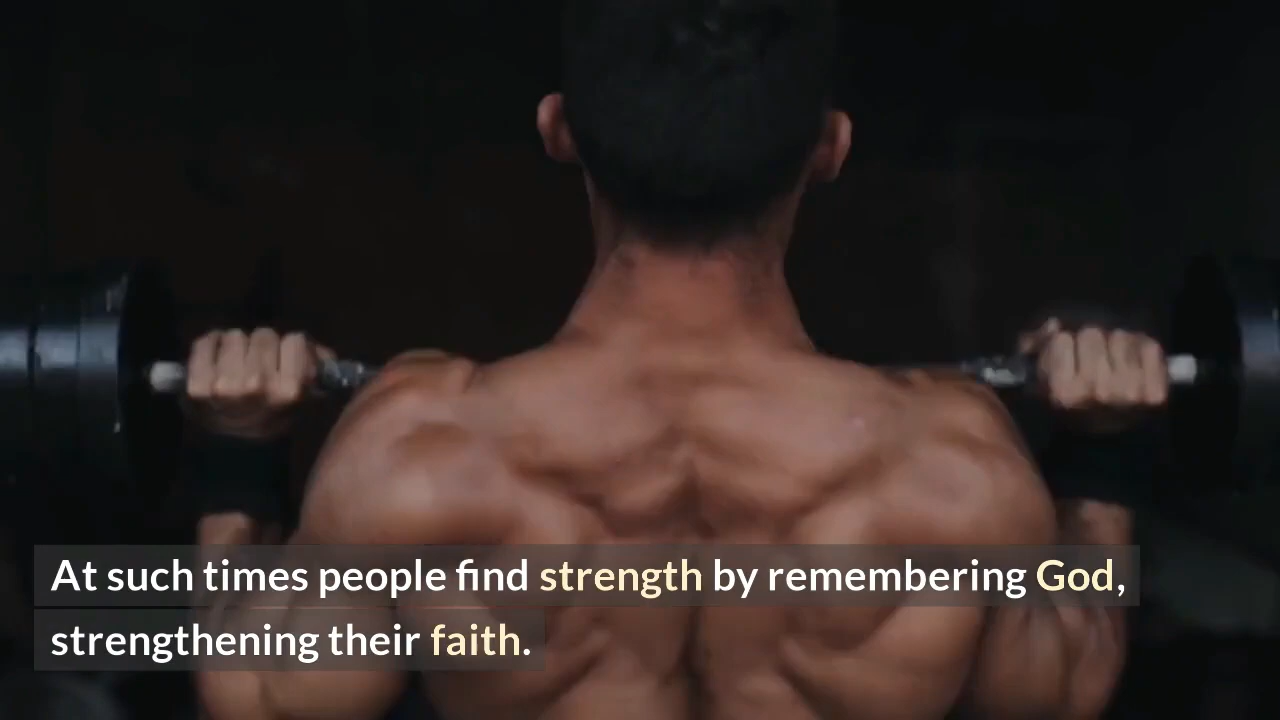 At such times people find strength by remembering God,
strengthening their faith.